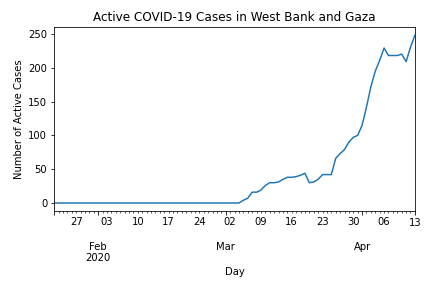 Active COVID-19 Cases in West Bank and Gaza
Number of Active Cases
250
200
150
100
50
0
27 03 10 17 24 02 09 16 23 30 06 13
Feb Mar Apr
2020
Day